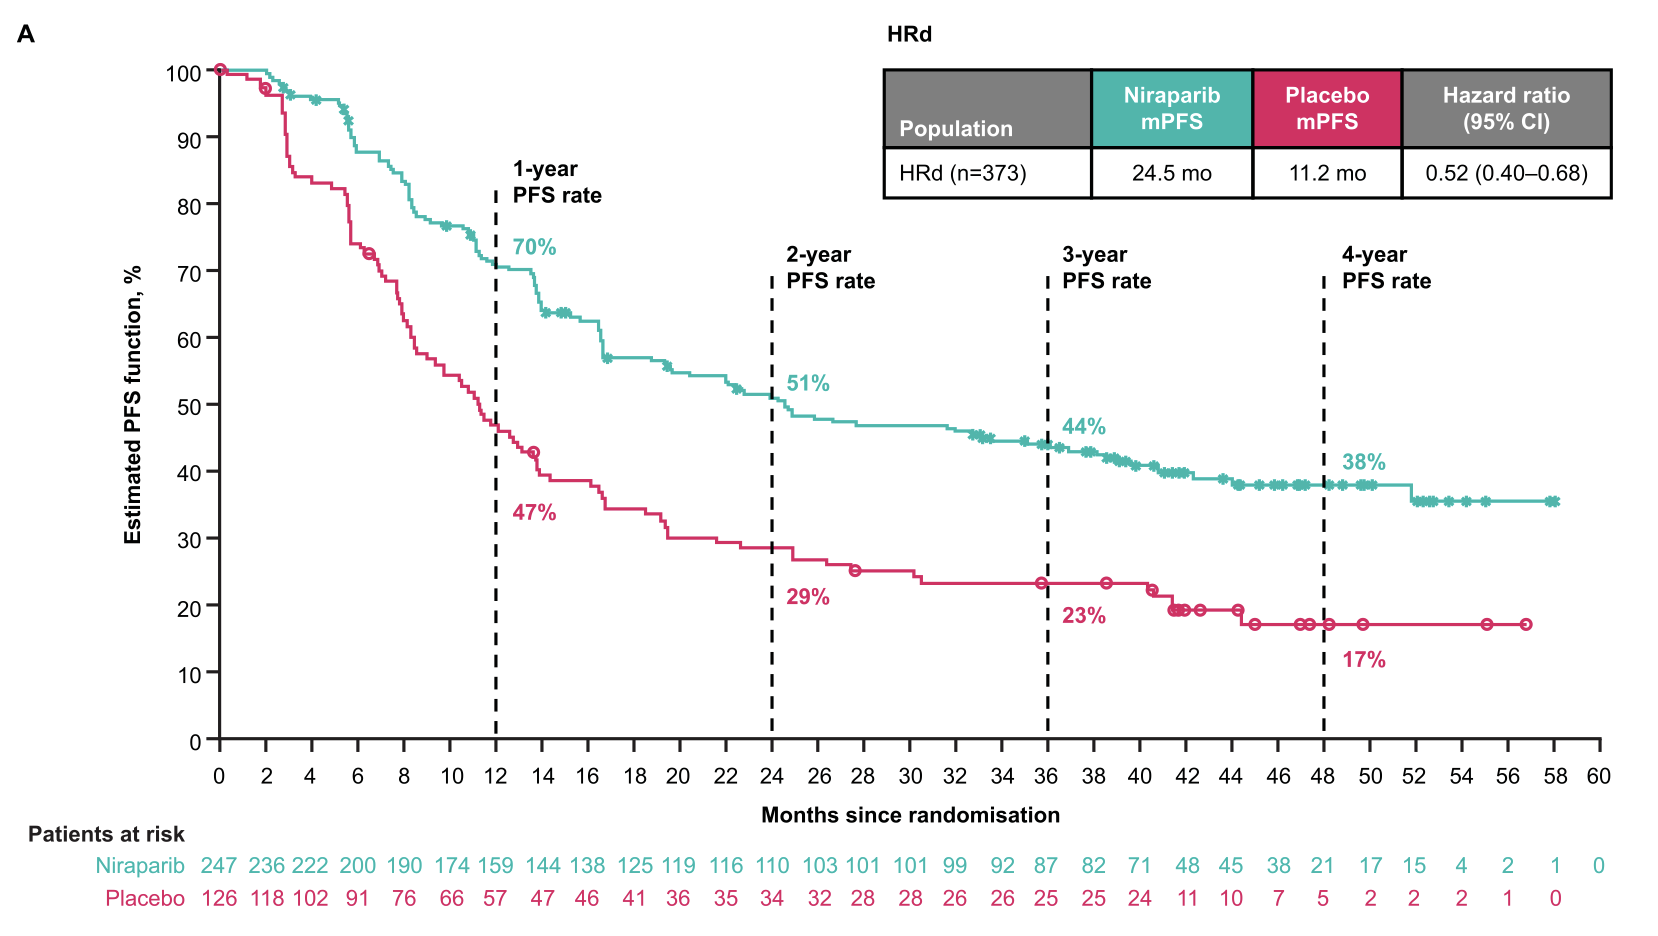 A
HRd
Population
Niraparib
mPFS
Placebo
mPFS
Hazard ratio
(95% CI)
HRd (n=373) 24.5 mo 11.2 mo 0.52 (0.40–0.68)
Estimated PFS function, %
100
90
80
70
60
50
40
30
20
10
0
1-year
PFS rate
70%
47%
2-year
PFS rate
51%
29%
3-year
PFS rate
44%
23%
4-year
PFS rate
38%
17%
0 2 4 6 8 10 12 14 16 18 20 22 24 26 28 30 32 34 36 38 40 42 44 46 48 50 52 54 56 58 60
Months since randomisation
Patients at risk
Niraparib 247 236 222 200 190 174 159 144 138 125 119 116 110 103 101 101 99 92 87 82 71 48 45 38 21 17 15 4 2 1 0
Placebo 126 118 102 91 76 66 57 47 46 41 36 35 34 32 28 28 26 26 25 25 24 11 10 7 5 2 2 2 1 0